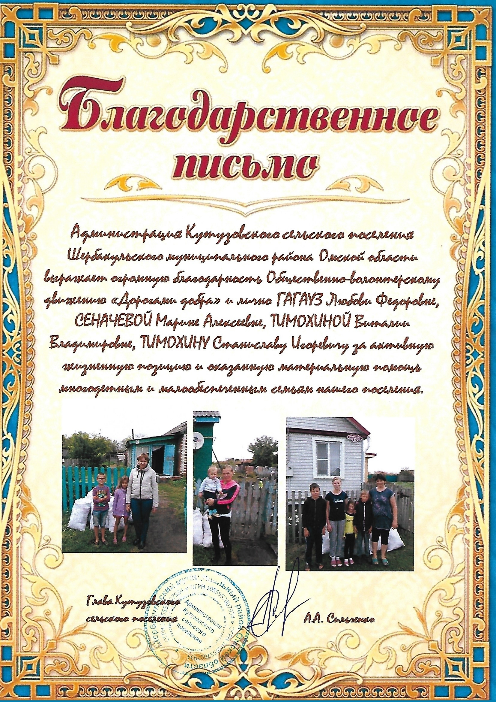 Благодарственное
письмо
Администрация Кутузовского сельского поселения
Шербакульского муниципального района Омской области
выражает огромную благодарность Общественно-волонтерскому
движению «Дорогами добра» и лично ГАГАУЗ Любови Федоровне,
СЕНАЧЕВОЙ Марине Алексеевне, ТИМОХИНОЙ Виталии
Владимировне, ТИМОХИНУ Станиславу Игоревичу за активную
жизненную позицию и оказанную материальную помощь
многодетным и малообеспеченным семьям нашего поселения.
Глава Кутузовского
сельского поселения
А.А.